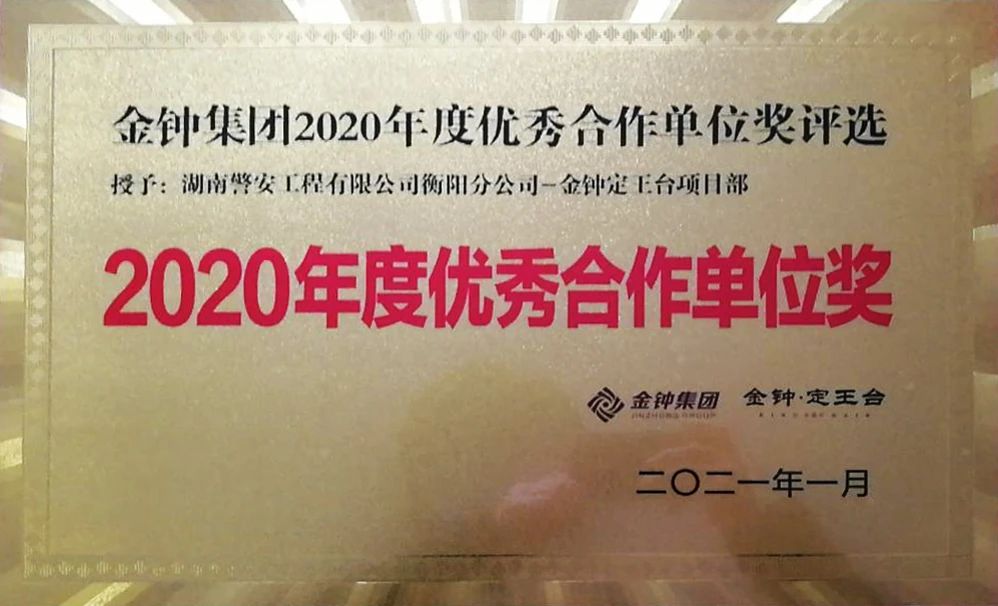 金钟集团2020年度优秀合作单位奖评选
授予：湖南警安工程有限公司衡阳分公司-金钟定王台项目部
2020年度优秀合作单位奖
金钟集团 金钟·定王台
JINZHONG GROUP
二〇二一年一月